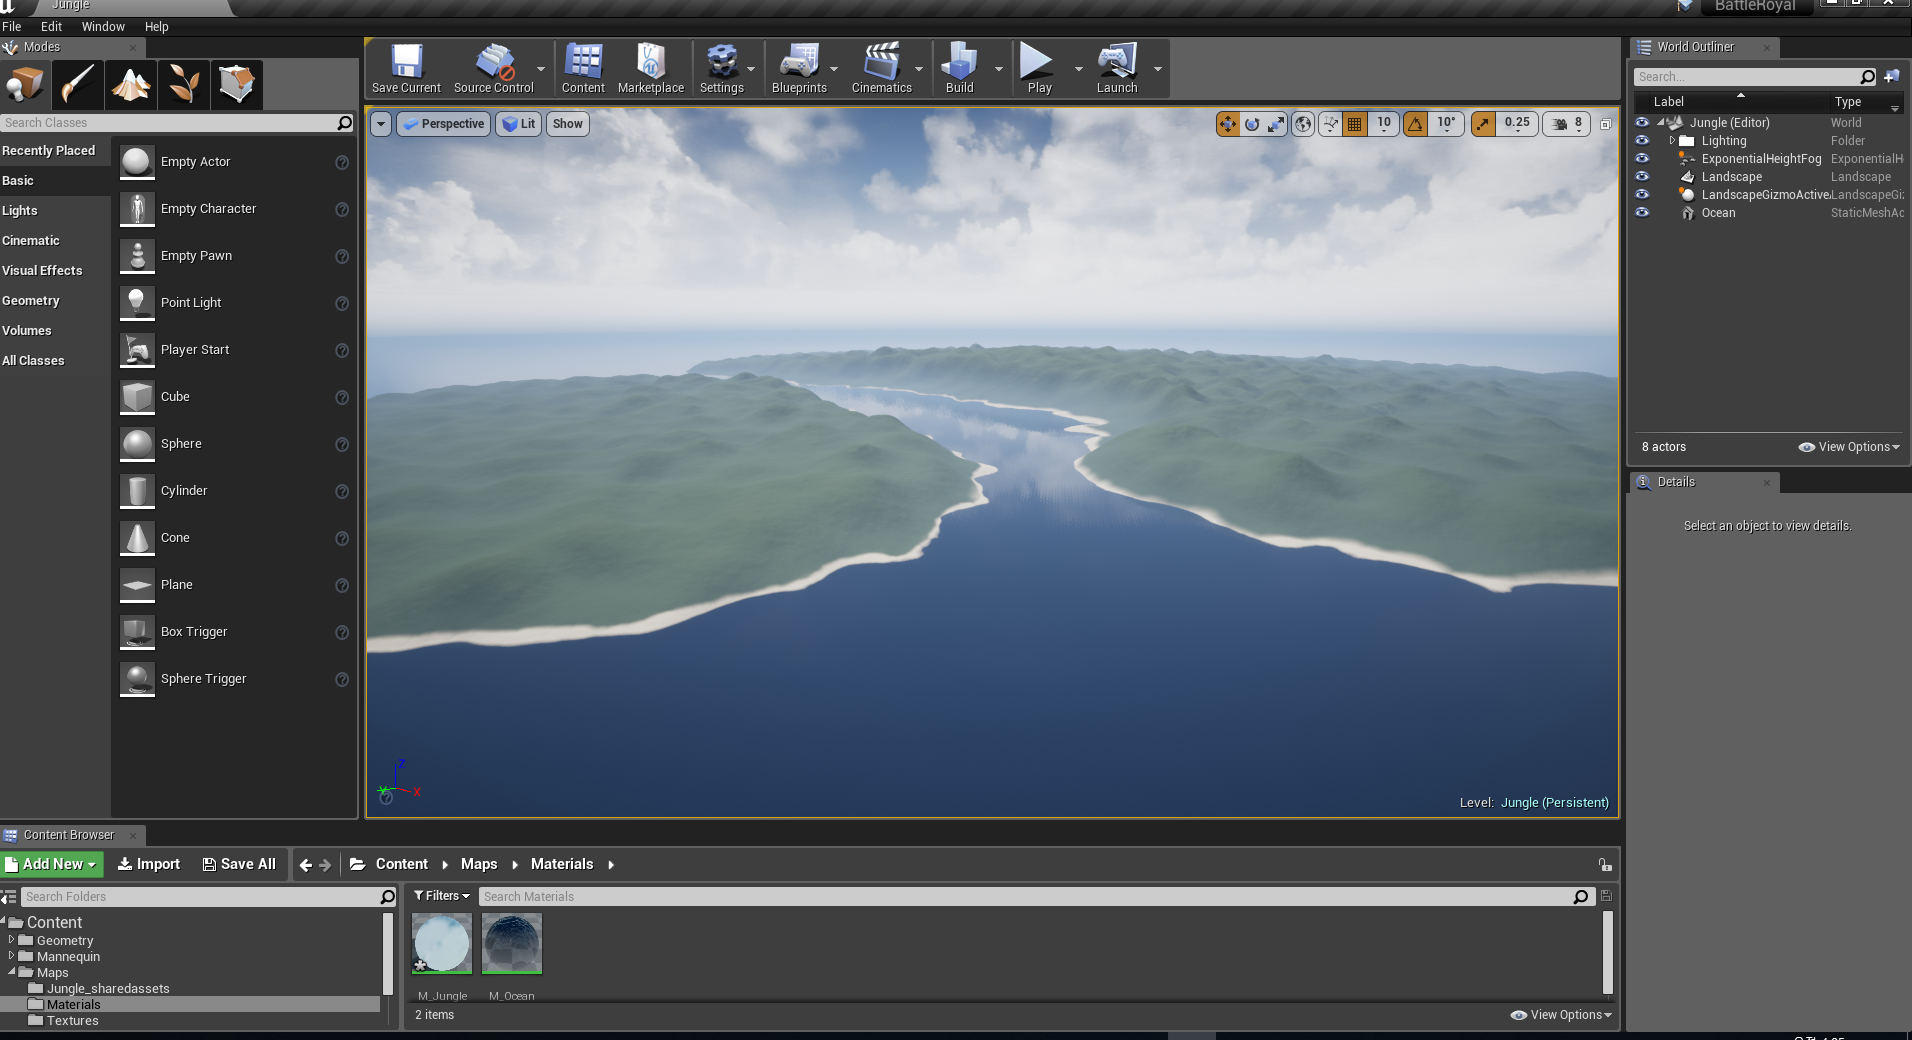 Jungle
BattleRoyal
File Edit Window Help
Modes
Search Classes
Recently Placed
Basic
Lights
Cinematic
Visual Effects
Geometry
Volumes
All Classes
Empty Actor
Empty Character
Empty Pawn
Point Light
Player Start
Cube
Sphere
Cylinder
Cone
Plane
Box Trigger
Sphere Trigger
Save Current Source Control Content Marketplace Settings Blueprints Cinematics Build Play Launch
Perspective Lit Show
10 10° 0.25 8
Z
Y X
Level: Jungle (Persistent)
World Outliner
Search...
Label Type
Jungle (Editor) World
Lighting Folder
ExponentialHeightFog ExponentialH
Landscape Landscape
LandscapeGizmoActive LandscapeGiz
Ocean StaticMeshAc
8 actors View Options
Details
Select an object to view details.
Content Browser
Add New Import Save All Content Maps Materials
Search Folders
Content
Geometry
Mannequin
Maps
Jungle_sharedassets
Materials
Textures
Filters Search Materials
M_Jungle M_Ocean
2 items View Options